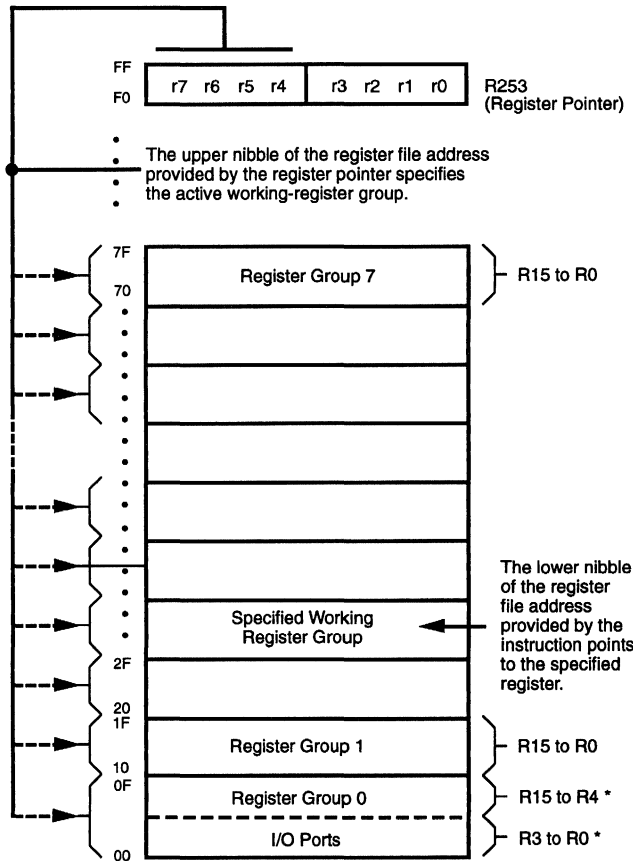 FF
F0
r7 r6 r5 r4 r3 r2 r1 r0
R253
(Register Pointer)
The upper nibble of the register file address
provided by the register pointer specifies
the active working-register group.
7F
70
Register Group 7
R15 to R0
Specified Working
Register Group
The lower nibble
of the register
file address
provided by the
instruction points
to the specified
register.
2F
20
1F
10
Register Group 1
R15 to R0
0F
Register Group 0
R15 to R4 *
I/O Ports
R3 to R0 *
00